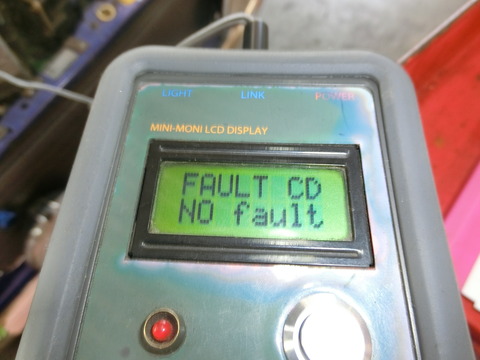 LIGHT LINK POWER
MINI-MONI LCD DISPLAY
FAULT CD
NO fault